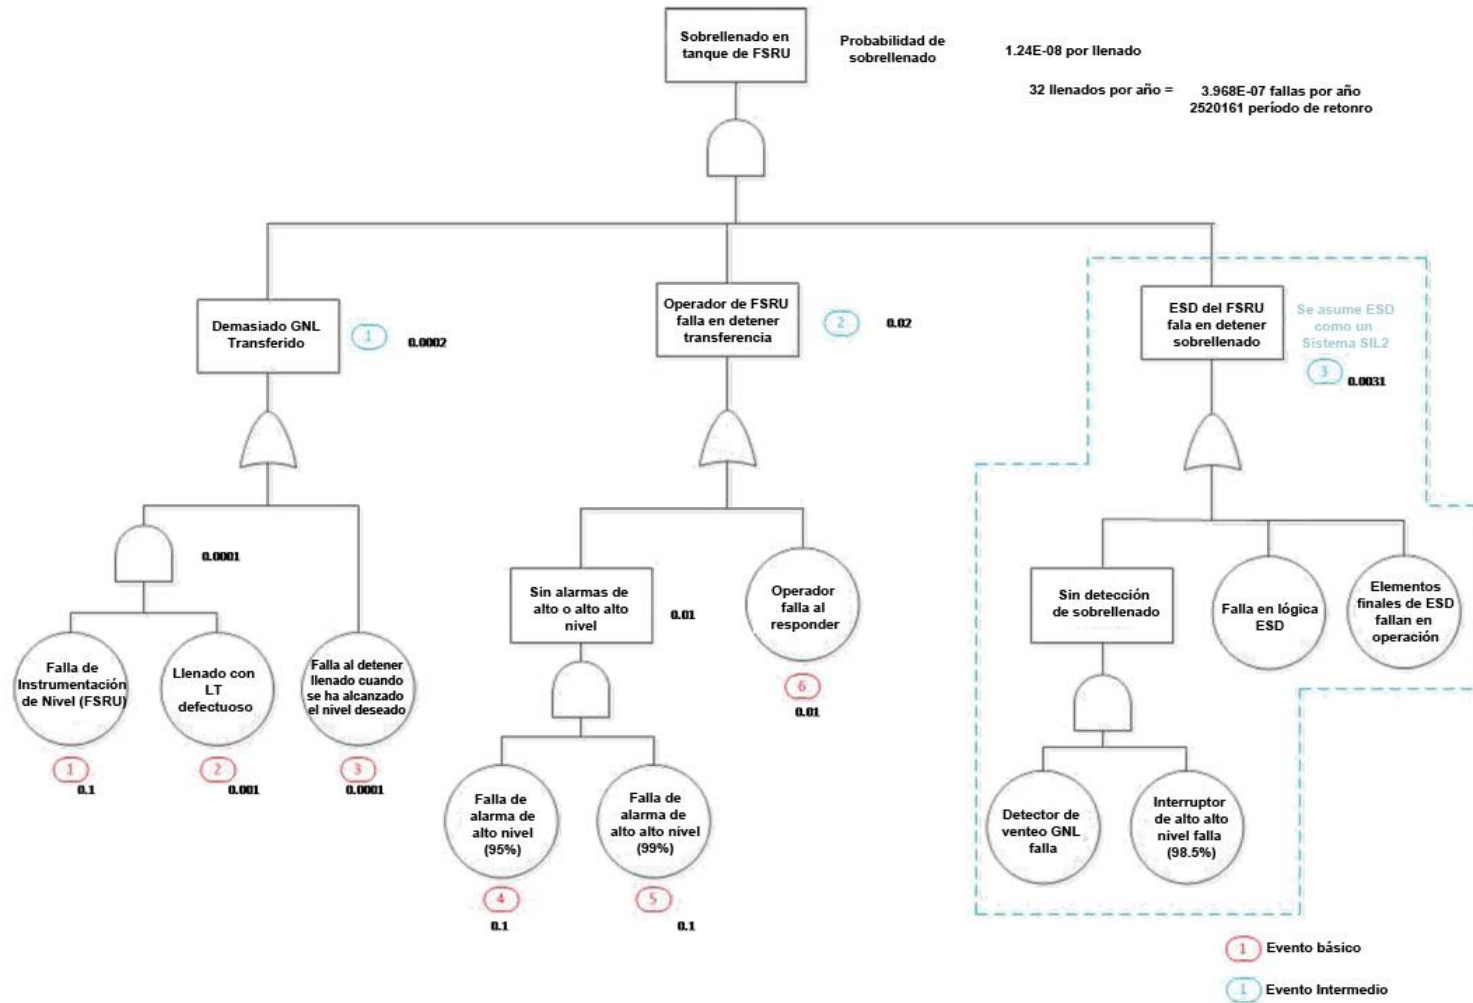 Sobrellenado en
tanque de FSRU
Probabilidad de
sobrellenado
1.24E-08 por llenado
32 llenados por año =
3.968E-07 fallas por año
2520161 período de retonro
Demasiado GNL
Transferido
1
0.0002
Operador de FSRU
falla en detener
transferencia
2
0.02
ESD del FSRU
fala en detener
sobrellenado
Se asume ESD
como un
Sistema SIL2
3
0.0031
0.0001
Falla de
Instrumentación
de Nivel (FSRU)
1
0.1
Llenado con
LT
defectuoso
2
0.001
Falla al detener
llenado cuando
se ha alcanzado
el nivel deseado
3
0.0001
Sin alarmas de
alto o alto alto
nivel
0.01
Operador
falla al
responder
6
0.01
Falla de
alarma de
alto nivel
(95%)
4
0.1
Falla de
alarma de
alto alto nivel
(99%)
5
0.1
Sin detección
de sobrellenado
Falla en lógica
ESD
Elementos
finales de ESD
fallan en
operación
Detector de
venteo GNL
falla
Interruptor
de alto alto
nivel falla
(98.5%)
1 Evento básico
1 Evento Intermedio